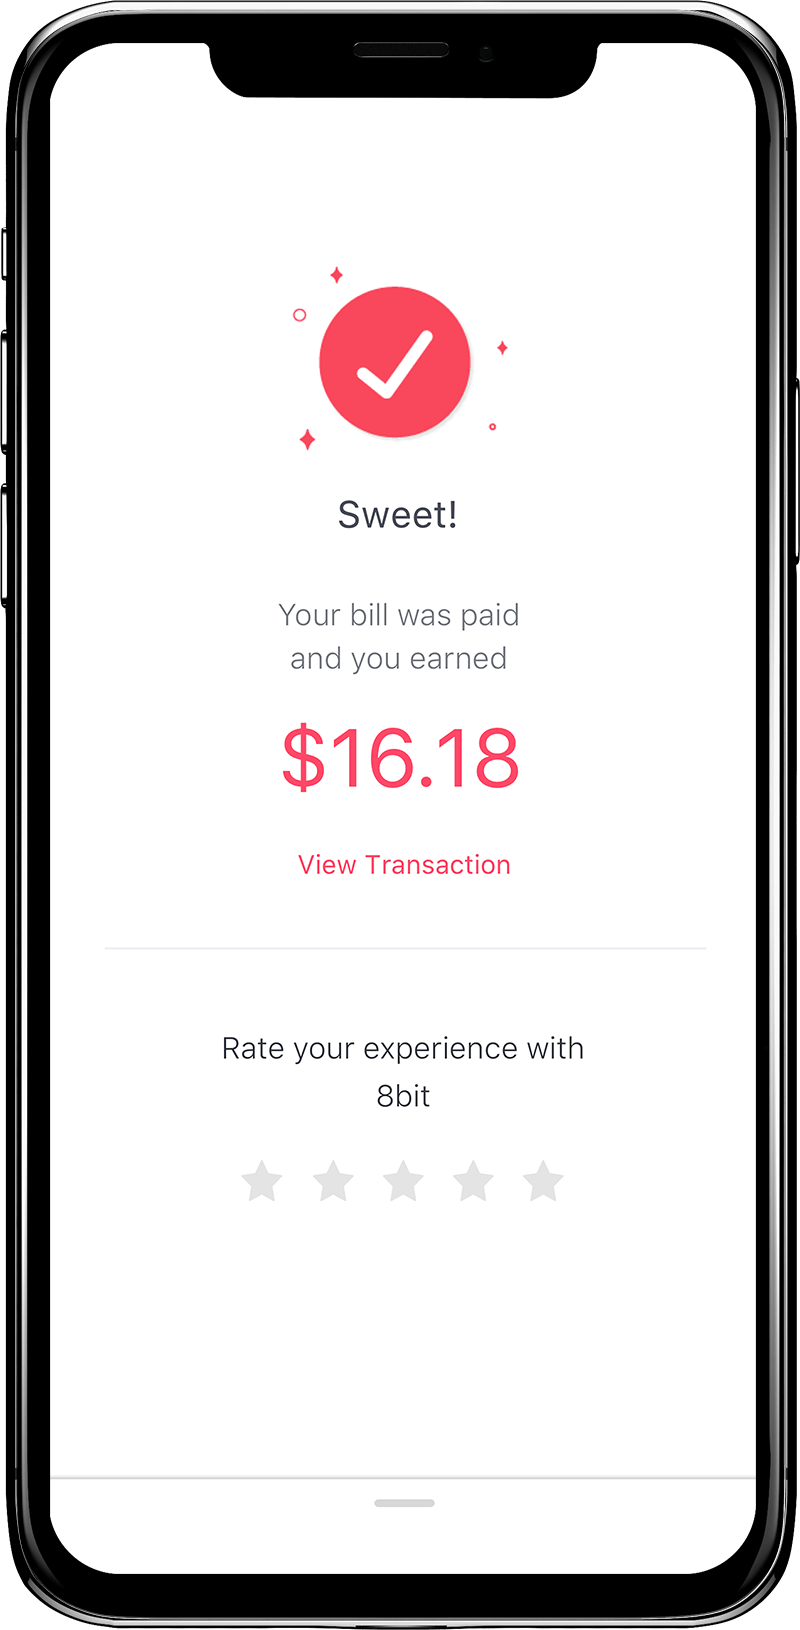 Sweet!
Your bill was paid
and you earned
$16.18
View Transaction
Rate your experience with
8bit